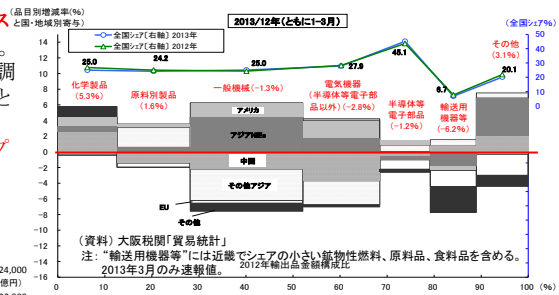 ス
(品目別増減率(%)
と国・地域別寄与)
2013/12年(ともに1-3月)
(全国シェア%)
全国シェア[右軸] 2013年
全国シェア[右軸] 2012年
。
調
と
プ
14
12
10
8
6
4
2
0
−2
−4
−6
−8
−10
−12
−14
−16
50
40
30
20
10
0
25.0
24.2
25.0
27.9
45.1
6.7
20.1
その他
(3.1%)
化学製品
(5.3%)
原料別製品
(1.6%)
一般機械(−1.3%)
電気機器
(半導体等電子部
品以外)(−2.8%)
半導体等
電子部品
(−1.2%)
輸送用
機器等
(−6.2%)
アメリカ
アジアNIEs
中国
その他アジア
EU
その他
(資料) 大阪税関「貿易統計」
注: “輸送用機器等”には近畿でシェアの小さい鉱物性燃料、原料品、食料品を含める。
2013年3月のみ速報値。
2012年輸出品金額構成比
0 10 20 30 40 50 60 70 80 90 100 (%)
24,000
億円)